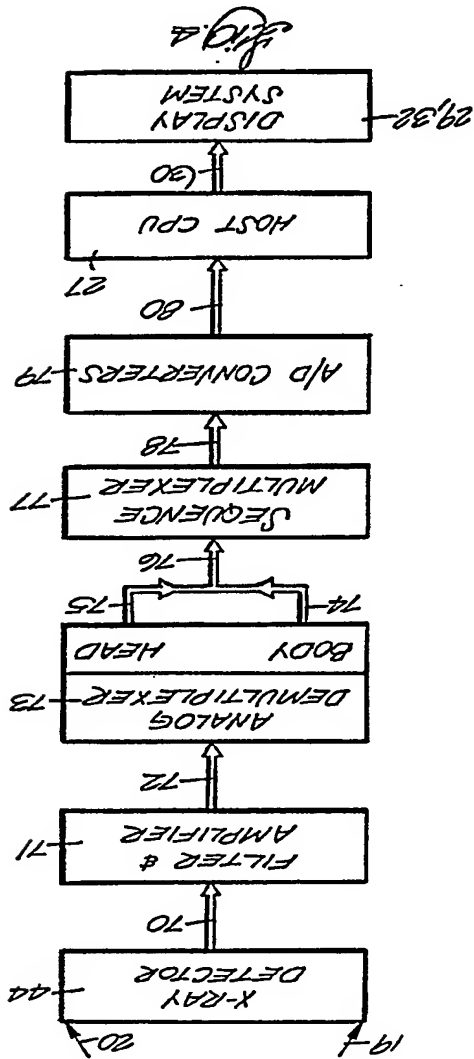 19
20
X-RAY
DETECTOR
44
70
FILTER &
AMPLIFIER
71
72
ANALOG
DEMULTIPLEXER
73
BODY HEAD
74
75
76
SEQUENCE
MULTIPLEXER
77
78
A/D CONVERTERS
79
80
27
HOST CPU
(30
DISPLAY
SYSTEM
29,32
Fig. 4